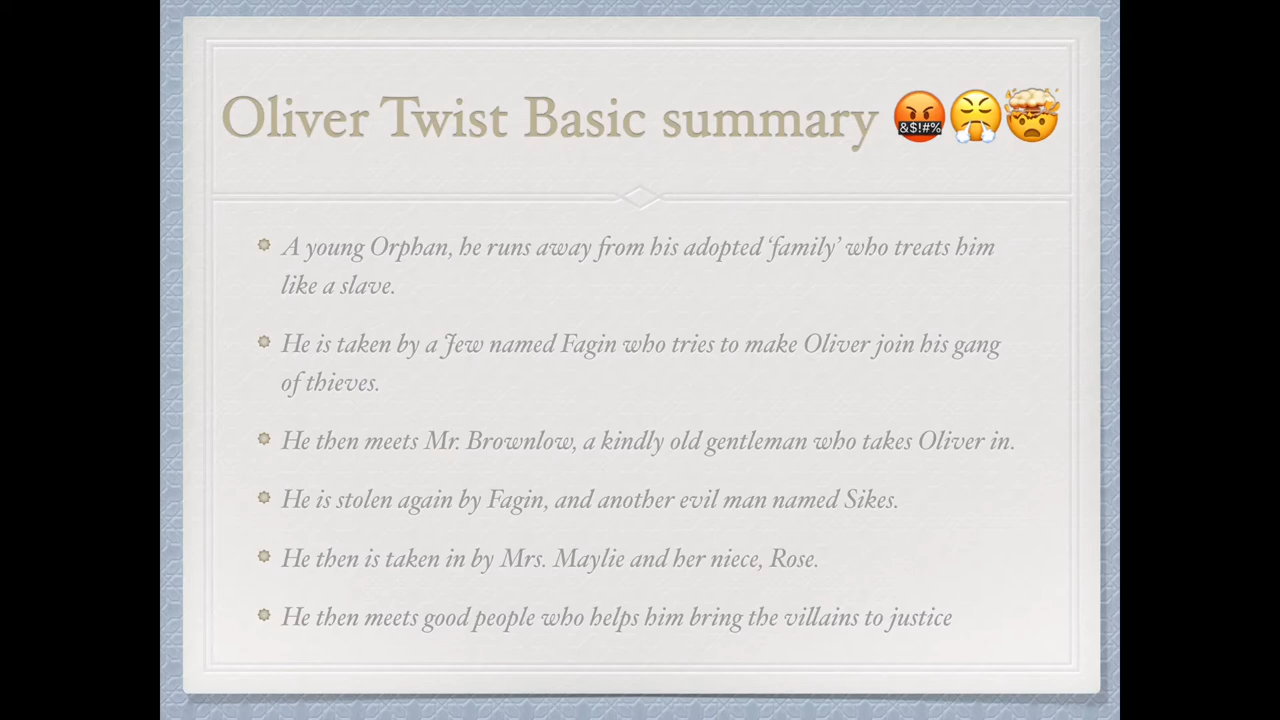 Oliver Twist Basic summary 🤬😤🤯
A young Orphan, he runs away from his adopted ‘family’ who treats him
like a slave.
He is taken by a Jew named Fagin who tries to make Oliver join his gang
of thieves.
He then meets Mr. Brownlow, a kindly old gentleman who takes Oliver in.
He is stolen again by Fagin, and another evil man named Sikes.
He then is taken in by Mrs. Maylie and her niece, Rose.
He then meets good people who helps him bring the villains to justice